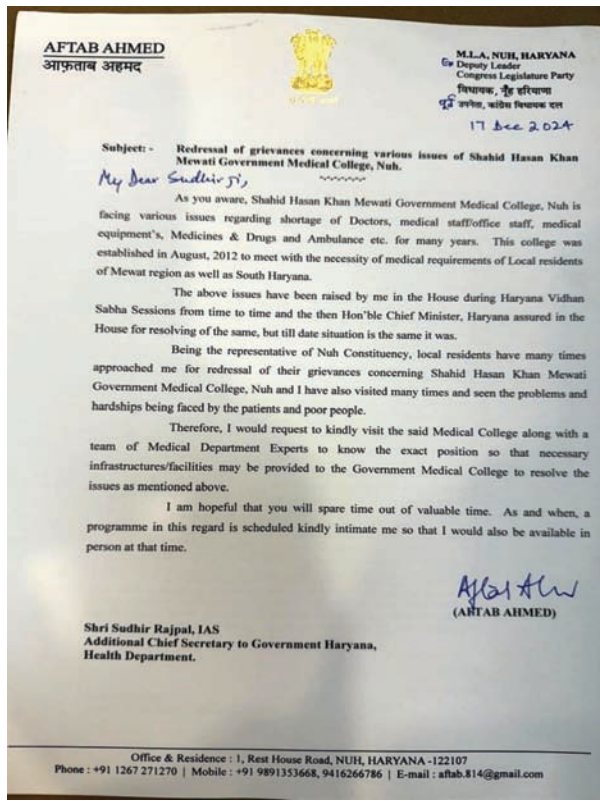 AFTAB AHMED
आफ़ताब अहमद
M.L.A, NUH, HARYANA
Ex Deputy Leader
Congress Legislature Party
विधायक, नूँह हरियाणा
पूर्व उपनेता, कांग्रेस विधायक दल
17 Dec 2024
Subject: - Redressal of grievances concerning various issues of Shahid Hasan Khan
Mewati Government Medical College, Nuh.
My Dear Sudhir Ji,
As you aware, Shahid Hasan Khan Mewati Government Medical College, Nuh is
facing various issues regarding shortage of Doctors, medical staff/office staff, medical
equipment's, Medicines & Drugs and Ambulance etc. for many years. This college was
established in August, 2012 to meet with the necessity of medical requirements of Local residents
of Mewat region as well as South Haryana.
The above issues have been raised by me in the House during Haryana Vidhan
Sabha Sessions from time to time and the then Hon'ble Chief Minister, Haryana assured in the
House for resolving of the same, but till date situation is the same it was.
Being the representative of Nuh Constituency, local residents have many times
approached me for redressal of their grievances concerning Shahid Hasan Khan Mewati
Government Medical College, Nuh and I have also visited many times and seen the problems and
hardships being faced by the patients and poor people.
Therefore, I would request to kindly visit the said Medical College along with a
team of Medical Department Experts to know the exact position so that necessary
infrastructures/facilities may be provided to the Government Medical College to resolve the
issues as mentioned above.
I am hopeful that you will spare time out of valuable time. As and when, a
programme in this regard is scheduled kindly intimate me so that I would also be available in
person at that time.
(AFTAB AHMED)
Shri Sudhir Rajpal, IAS
Additional Chief Secretary to Government Haryana,
Health Department.
Office & Residence : 1, Rest House Road, NUH, HARYANA -122107
Phone : +91 1267 271270 | Mobile : +91 9891353668, 9416266786 | E-mail : aftab.814@gmail.com